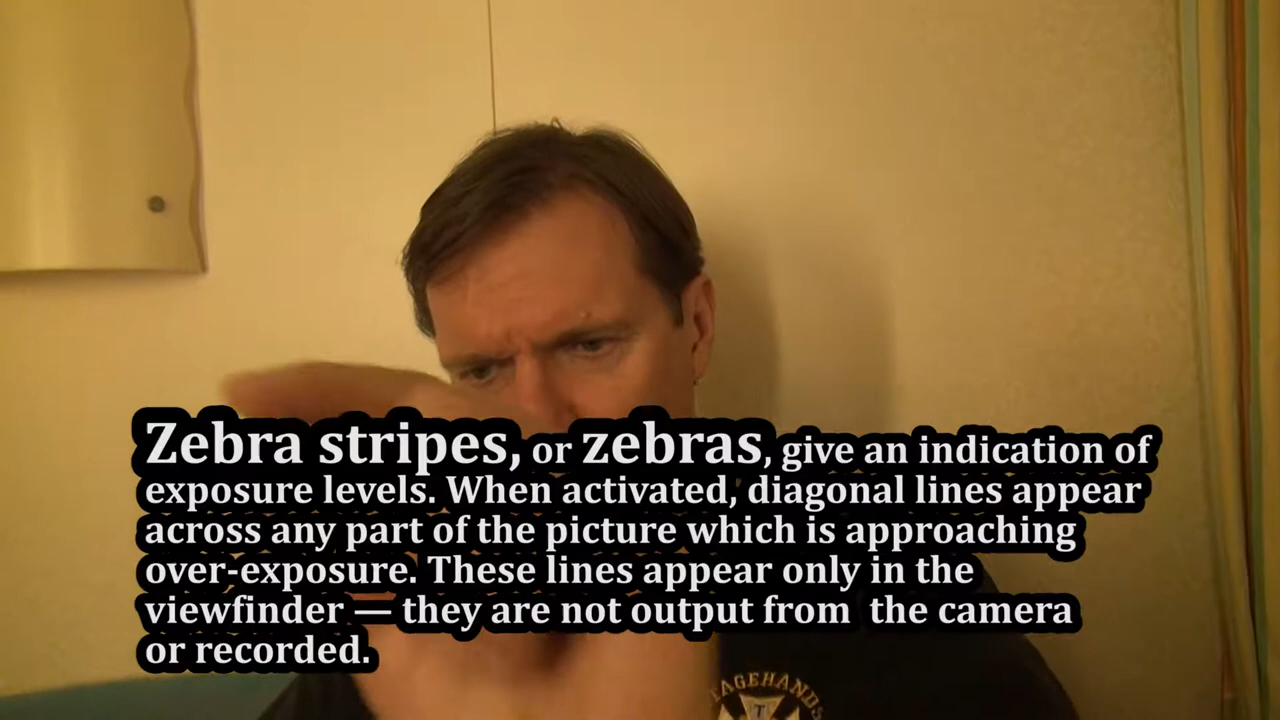 Zebra stripes, or zebras, give an indication of
exposure levels. When activated, diagonal lines appear
across any part of the picture which is approaching
over-exposure. These lines appear only in the
viewfinder — they are not output from the camera
or recorded.
TAGEHANDS
T